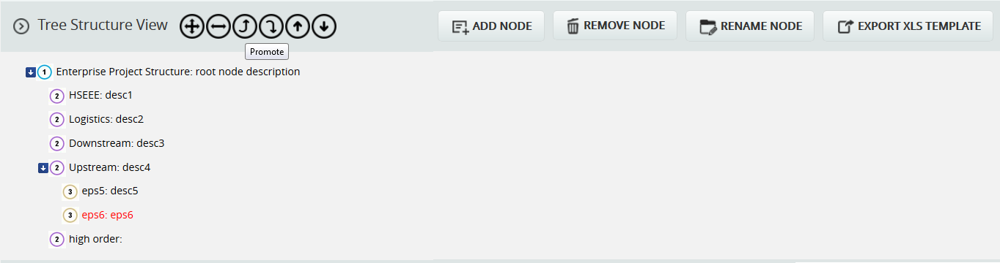 Tree Structure View
ADD NODE
REMOVE NODE
RENAME NODE
EXPORT XLS TEMPLATE
Promote
1 Enterprise Project Structure: root node description
2 HSEEE: desc1
2 Logistics: desc2
2 Downstream: desc3
2 Upstream: desc4
3 eps5: desc5
3 eps6: eps6
2 high order: